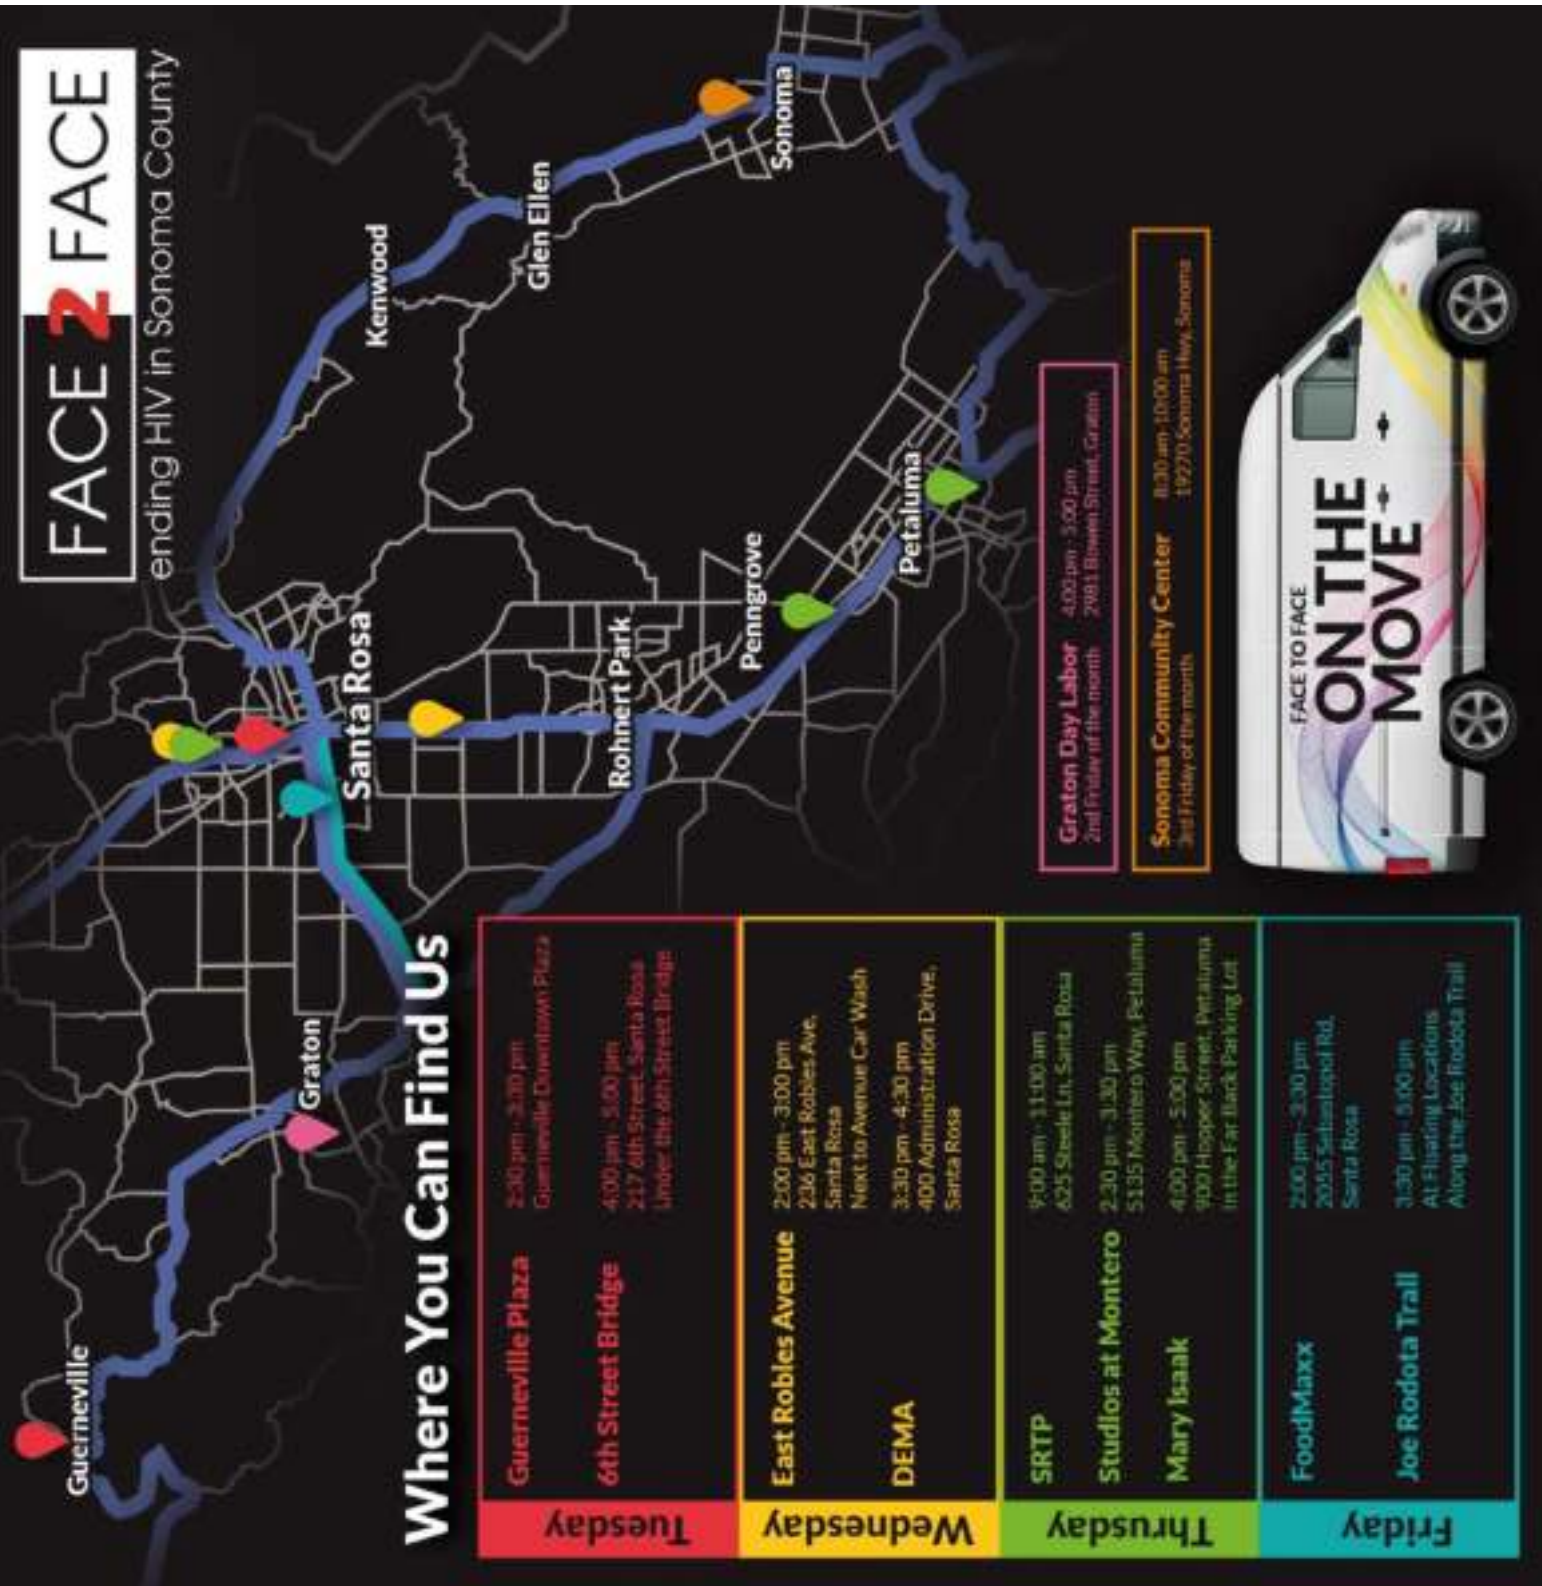 FACE 2 FACE
ending HIV in Sonoma County
Guerneville
Graton
Santa Rosa
Kenwood
Glen Ellen
Sonoma
Rohnert Park
Penngrove
Petaluma
Where You Can Find Us
Tuesday
Guerneville Plaza
2:30 pm - 3:30 pm
Guerneville Downtown Plaza
6th Street Bridge
4:00 pm - 5:00 pm
217 6th Street, Santa Rosa
Under the 6th Street Bridge
Wednesday
East Robles Avenue
2:00 pm - 3:00 pm
236 East Robles Ave,
Santa Rosa
Next to Avenue Car Wash
DEMA
3:30 pm - 4:30 pm
400 Administration Drive,
Santa Rosa
Thrusday
SRTP
9:00 am - 11:00 am
625 Steele Ln, Santa Rosa
Studios at Montero
2:30 pm - 3:30 pm
5135 Montero Way, Petaluma
Mary Isaak
4:00 pm - 5:00 pm
900 Hopper Street, Petaluma
in the Far Back Parking Lot
Friday
FoodMaxx
2:00 pm - 3:30 pm
2055 Sebastopol Rd,
Santa Rosa
Joe Rodota Trail
3:30 pm - 5:00 pm
At Floating Locations
Along the Joe Rodota Trail
Graton Day Labor 4:00 pm - 5:00 pm
2nd Friday of the month 2981 Bowen Street, Graton
Sonoma Community Center 8:30 am-10:00 am
3rd Friday of the month 19270 Sonoma Hwy, Sonoma
FACE TO FACE
ON THE
MOVE